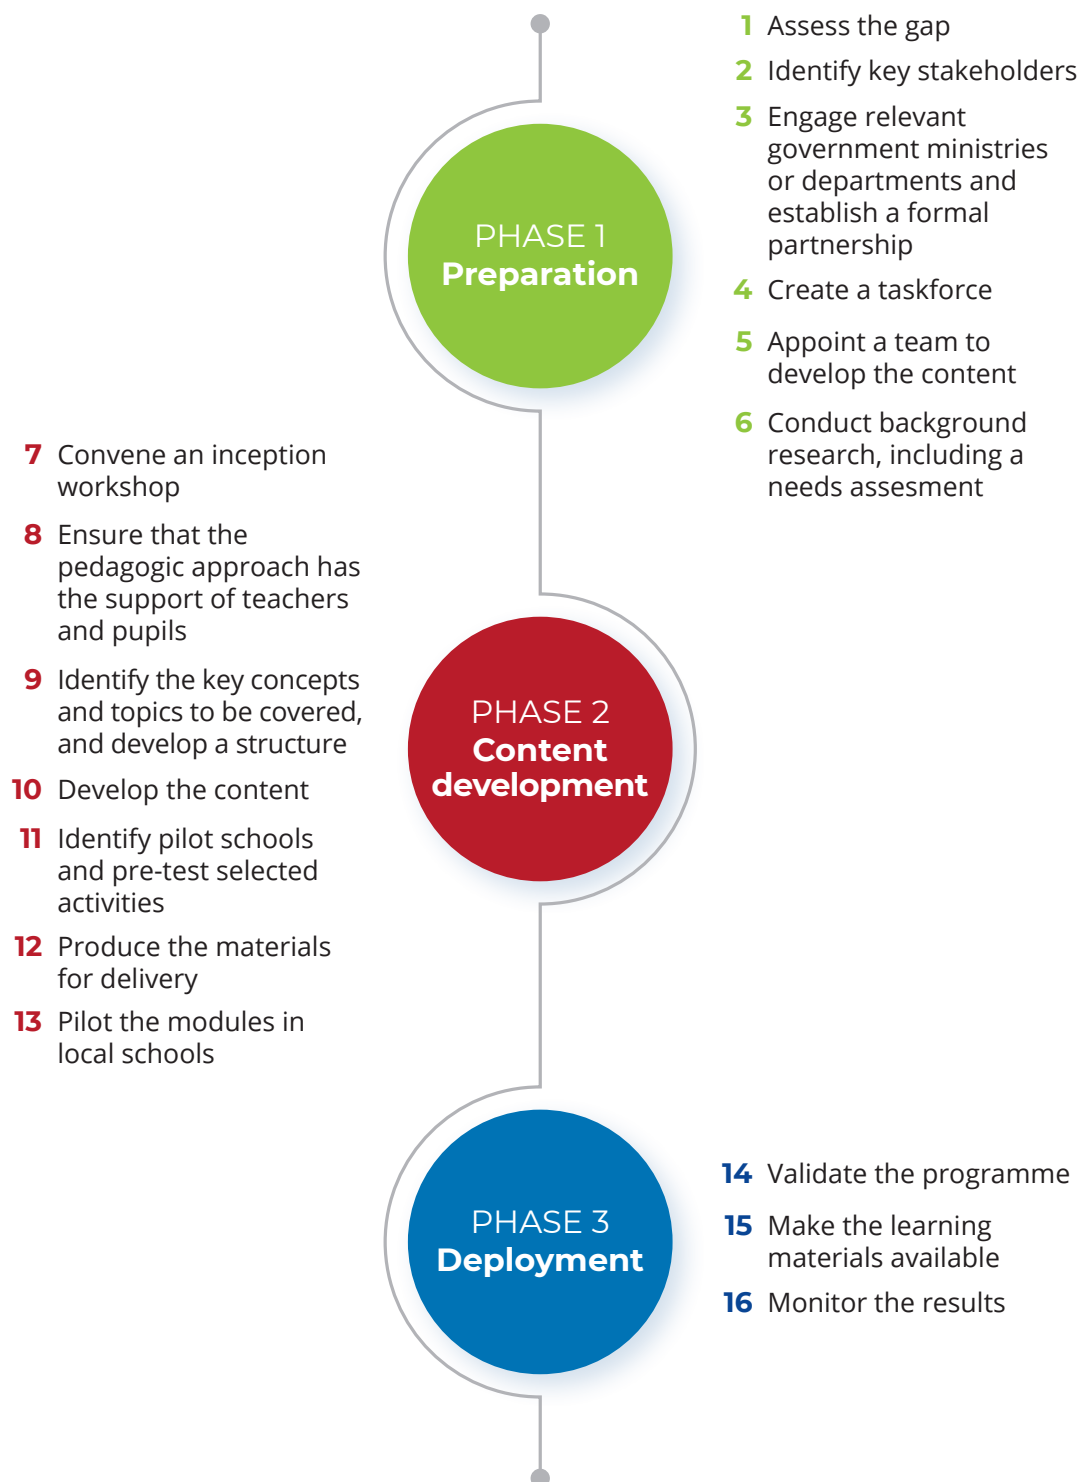 PHASE 1
Preparation
1 Assess the gap
2 Identify key stakeholders
3 Engage relevant
government ministries
or departments and
establish a formal
partnership
4 Create a taskforce
5 Appoint a team to
develop the content
6 Conduct background
research, including a
needs assesment
PHASE 2
Content
development
7 Convene an inception
workshop
8 Ensure that the
pedagogic approach has
the support of teachers
and pupils
9 Identify the key concepts
and topics to be covered,
and develop a structure
10 Develop the content
11 Identify pilot schools
and pre-test selected
activities
12 Produce the materials
for delivery
13 Pilot the modules in
local schools
PHASE 3
Deployment
14 Validate the programme
15 Make the learning
materials available
16 Monitor the results